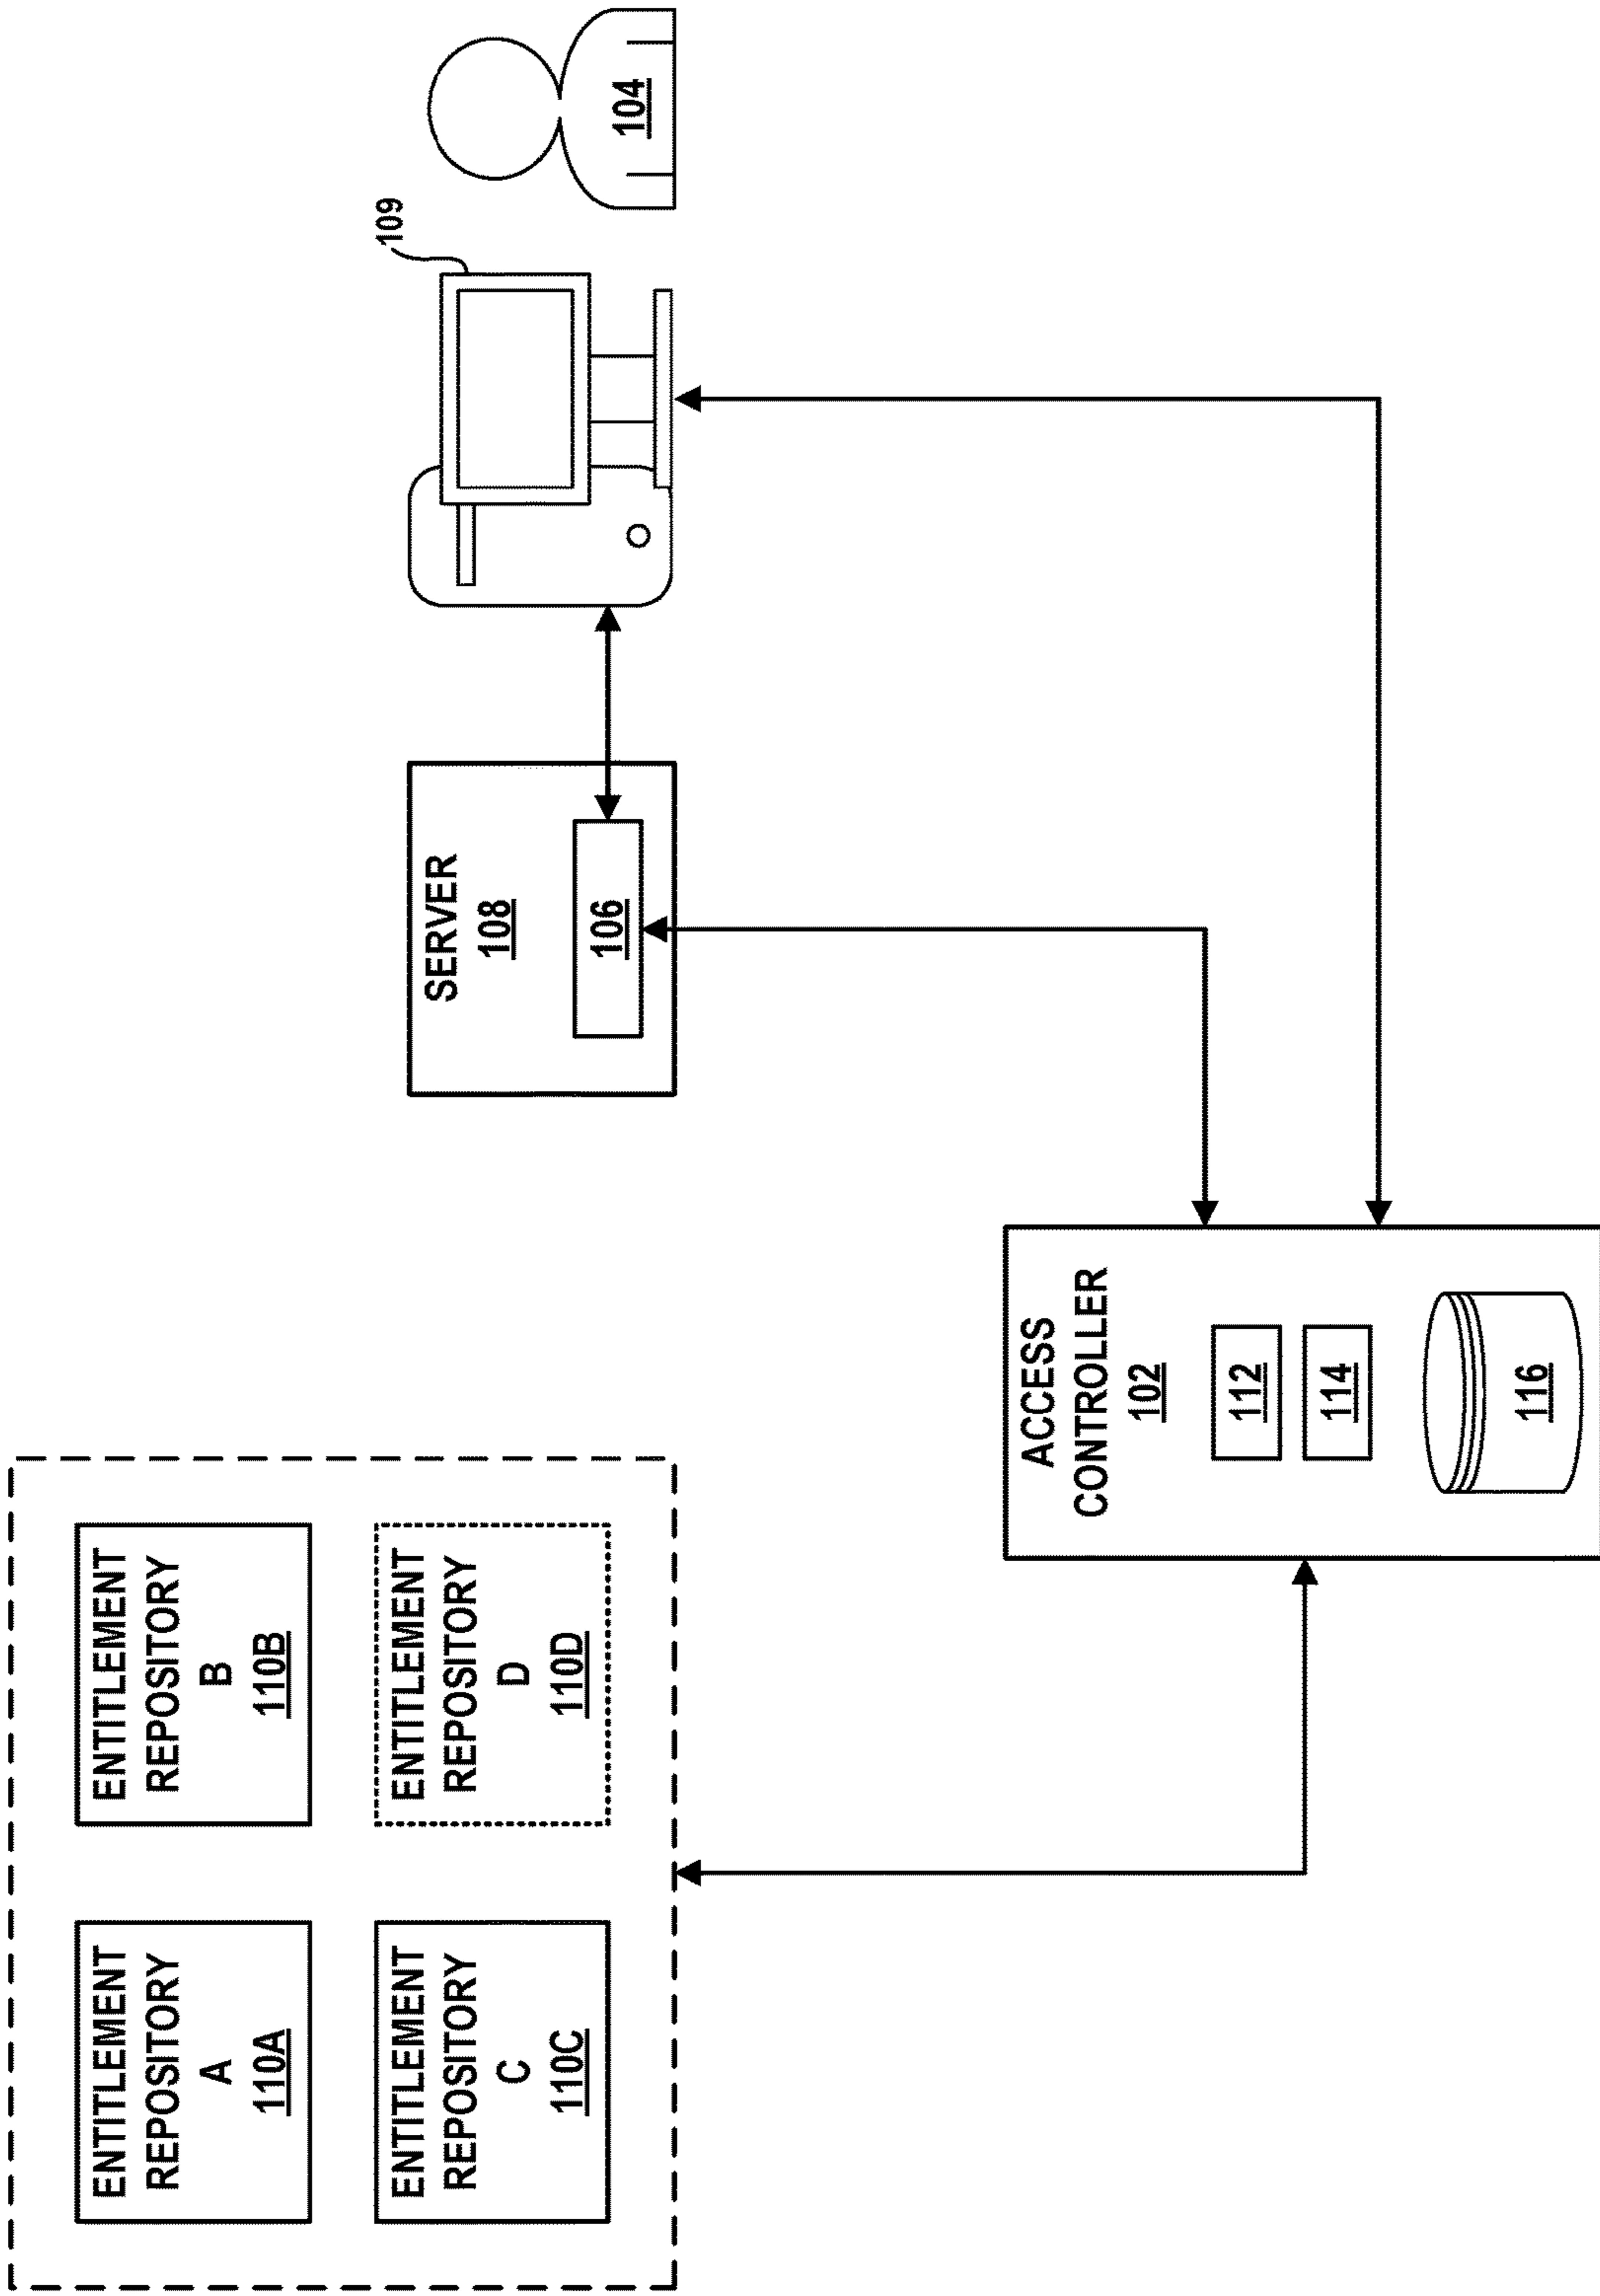 ENTITLEMENT
REPOSITORY
A
110A
ENTITLEMENT
REPOSITORY
B
110B
ENTITLEMENT
REPOSITORY
C
110C
ENTITLEMENT
REPOSITORY
D
110D
SERVER
108
106
109
104
ACCESS
CONTROLLER
102
112
114
116